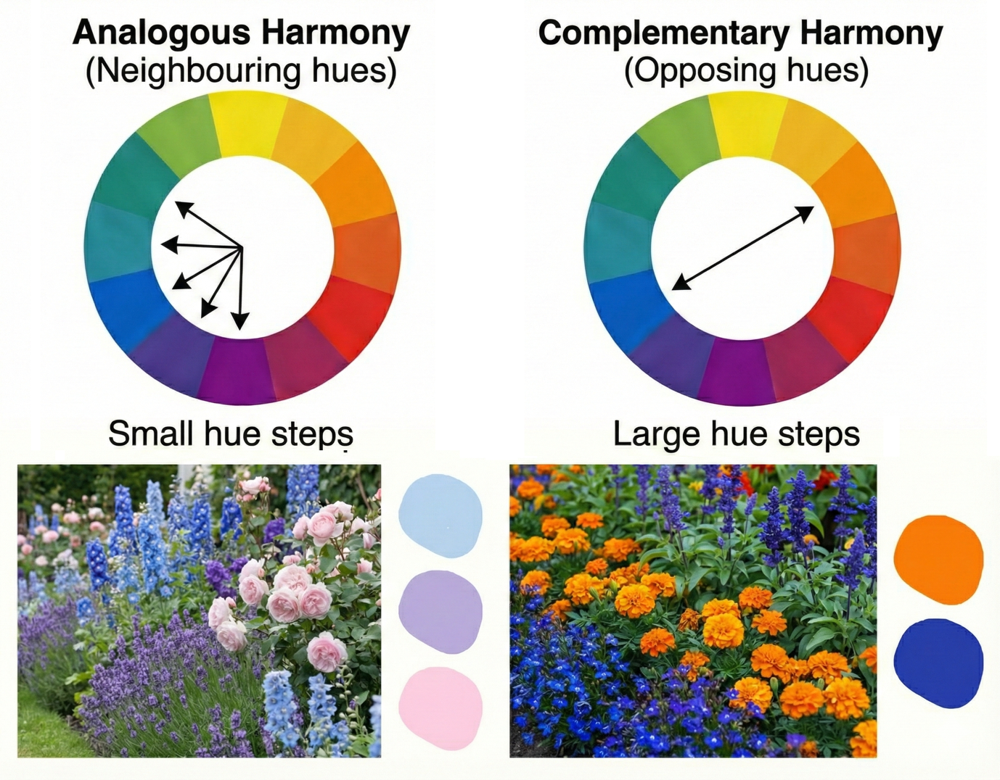 Analogous Harmony
(Neighbouring hues)
Small hue steps
Complementary Harmony
(Opposing hues)
Large hue steps